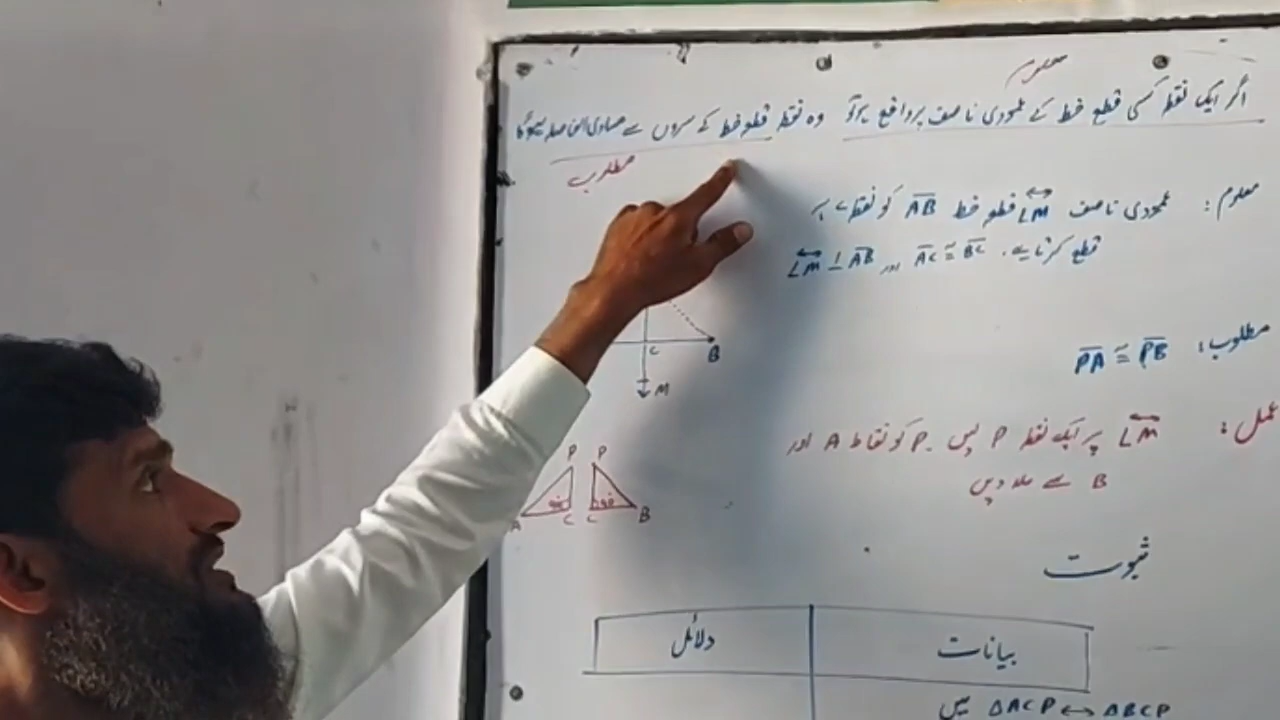 معلوم
اگر ایک نقطہ کسی قطع خط کے عمودی ناصف پر واقع ہو تو وہ نقطہ قطع خط کے سروں سے مساوی الفاصلہ ہوگا
مطلوب
معلوم: عمودی ناصف LM قطع خط AB کو نقطہ C پر
قطع کرتا ہے۔ AC ≅ BC اور LM ⊥ AB
C B
M
مطلوب: PA ≅ PB
عمل: LM پر ایک نقطہ P لیں۔ P کو نقاط A اور
B سے ملا دیں
P P
A C C B
ثبوت
بیانات دلائل
ΔACP ↔ ΔBCP میں